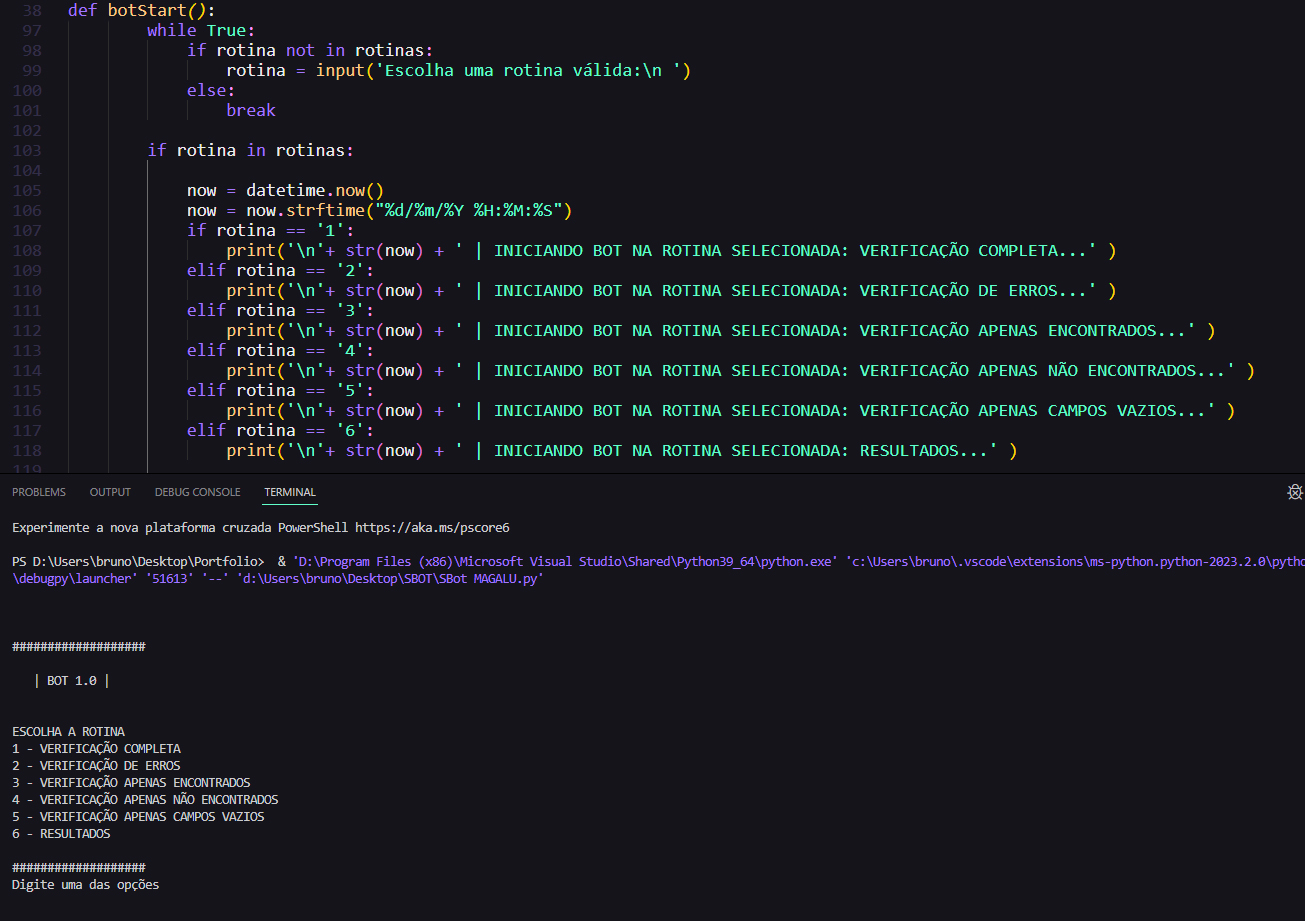 38 def botStart():
97 while True:
98 if rotina not in rotinas:
99 rotina = input('Escolha uma rotina válida:\n ')
100 else:
101 break
102
103 if rotina in rotinas:
104
105 now = datetime.now()
106 now = now.strftime("%d/%m/%Y %H:%M:%S")
107 if rotina == '1':
108 print('\n'+ str(now) + ' | INICIANDO BOT NA ROTINA SELECIONADA: VERIFICAÇÃO COMPLETA...' )
109 elif rotina == '2':
110 print('\n'+ str(now) + ' | INICIANDO BOT NA ROTINA SELECIONADA: VERIFICAÇÃO DE ERROS...' )
111 elif rotina == '3':
112 print('\n'+ str(now) + ' | INICIANDO BOT NA ROTINA SELECIONADA: VERIFICAÇÃO APENAS ENCONTRADOS...' )
113 elif rotina == '4':
114 print('\n'+ str(now) + ' | INICIANDO BOT NA ROTINA SELECIONADA: VERIFICAÇÃO APENAS NÃO ENCONTRADOS...' )
115 elif rotina == '5':
116 print('\n'+ str(now) + ' | INICIANDO BOT NA ROTINA SELECIONADA: VERIFICAÇÃO APENAS CAMPOS VAZIOS...' )
117 elif rotina == '6':
118 print('\n'+ str(now) + ' | INICIANDO BOT NA ROTINA SELECIONADA: RESULTADOS...' )
119
PROBLEMS OUTPUT DEBUG CONSOLE TERMINAL
Experimente a nova plataforma cruzada PowerShell https://aka.ms/pscore6
PS D:\Users\bruno\Desktop\Portfolio> & 'D:\Program Files (x86)\Microsoft Visual Studio\Shared\Python39_64\python.exe' 'c:\Users\bruno\.vscode\extensions\ms-python.python-2023.2.0\pytho
\debugpy\launcher' '51613' '--' 'd:\Users\bruno\Desktop\SBOT\SBot MAGALU.py'
###################
| BOT 1.0 |
ESCOLHA A ROTINA
1 - VERIFICAÇÃO COMPLETA
2 - VERIFICAÇÃO DE ERROS
3 - VERIFICAÇÃO APENAS ENCONTRADOS
4 - VERIFICAÇÃO APENAS NÃO ENCONTRADOS
5 - VERIFICAÇÃO APENAS CAMPOS VAZIOS
6 - RESULTADOS
###################
Digite uma das opções